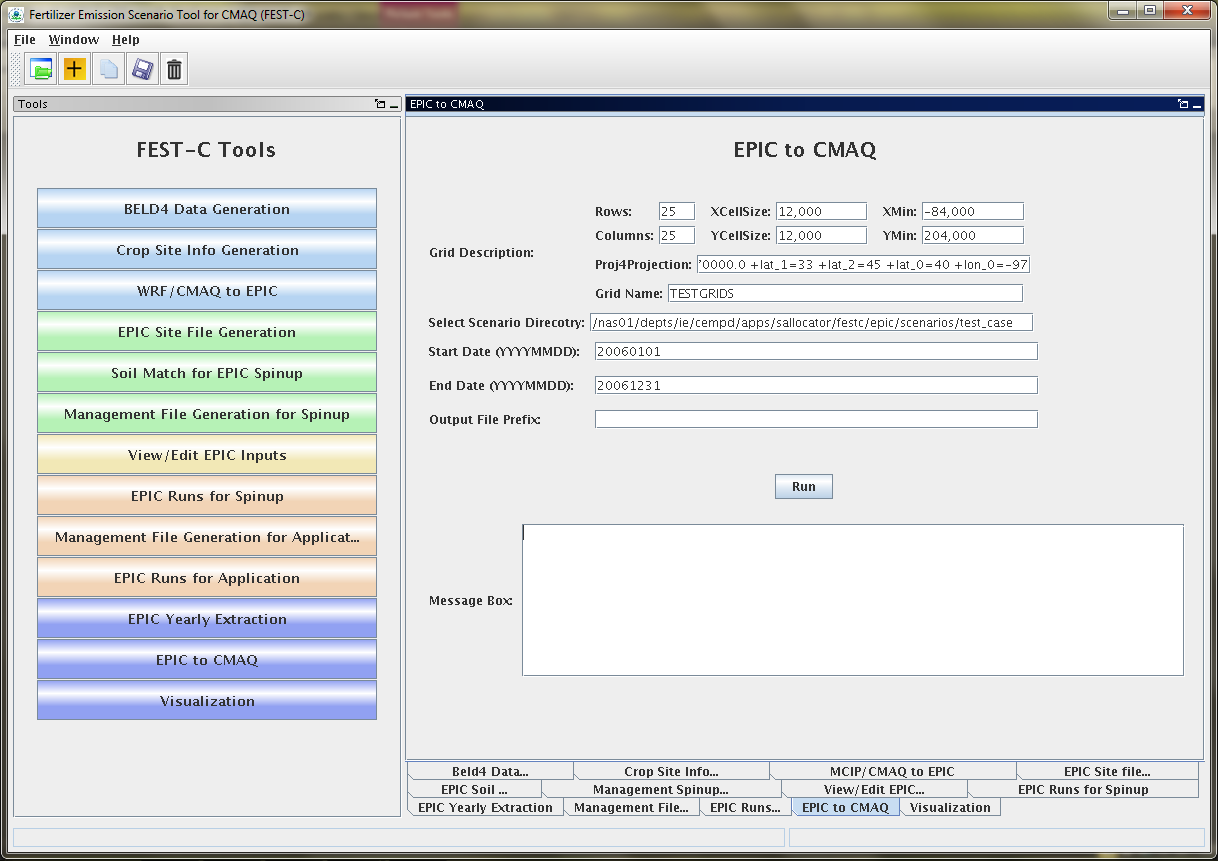 Fertilizer Emission Scenario Tool for CMAQ (FEST-C)
File Window Help
Tools
EPIC to CMAQ
FEST-C Tools
BELD4 Data Generation
Crop Site Info Generation
WRF/CMAQ to EPIC
EPIC Site File Generation
Soil Match for EPIC Spinup
Management File Generation for Spinup
View/Edit EPIC Inputs
EPIC Runs for Spinup
Management File Generation for Applicat...
EPIC Runs for Application
EPIC Yearly Extraction
EPIC to CMAQ
Visualization
EPIC to CMAQ
Grid Description:
Rows: 25 XCellSize: 12,000 XMin: -84,000
Columns: 25 YCellSize: 12,000 YMin: 204,000
Proj4Projection: '0000.0 +lat_1=33 +lat_2=45 +lat_0=40 +lon_0=-97
Grid Name: TESTGRIDS
Select Scenario Direcotry: /nas01/depts/ie/cempd/apps/sallocator/festc/epic/scenarios/test_case
Start Date (YYYYMMDD): 20060101
End Date (YYYYMMDD): 20061231
Output File Prefix:
Run
Message Box:
Beld4 Data... Crop Site Info... MCIP/CMAQ to EPIC EPIC Site file...
EPIC Soil ... Management Spinup... View/Edit EPIC... EPIC Runs for Spinup
EPIC Yearly Extraction Management File... EPIC Runs... EPIC to CMAQ Visualization